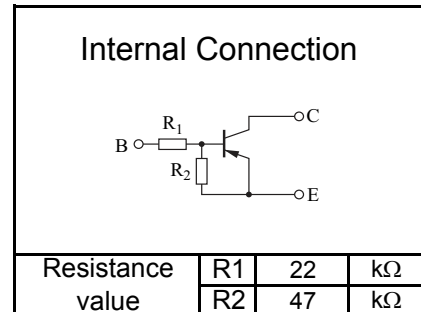 Internal Connection
C
R1
B
R2
E
Resistance value R1 22 kΩ
R2 47 kΩ